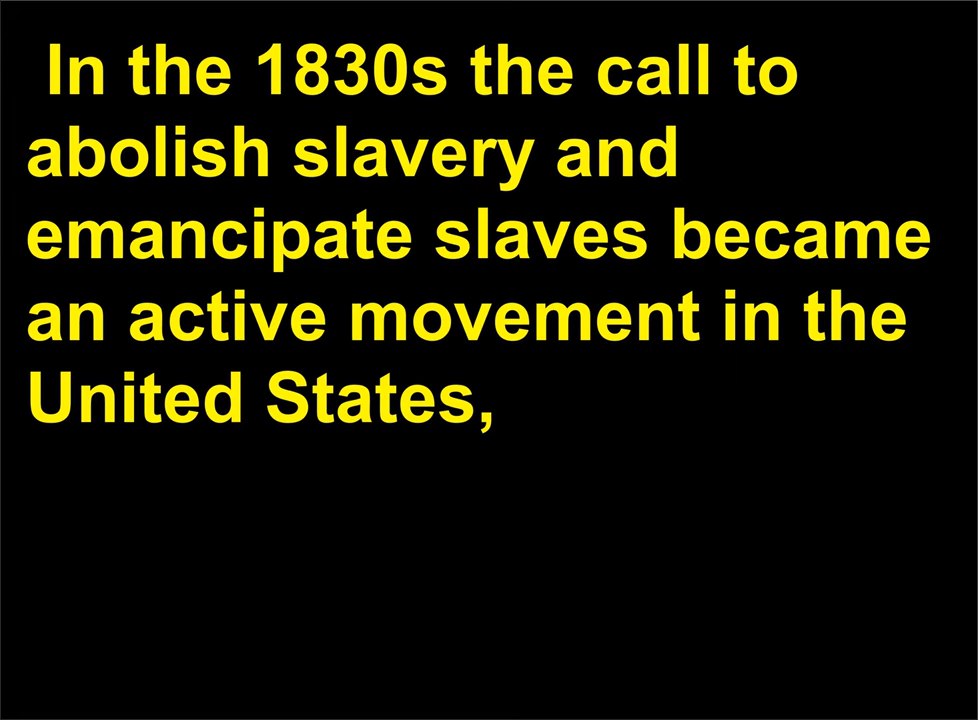 In the 1830s the call to
abolish slavery and
emancipate slaves became
an active movement in the
United States,